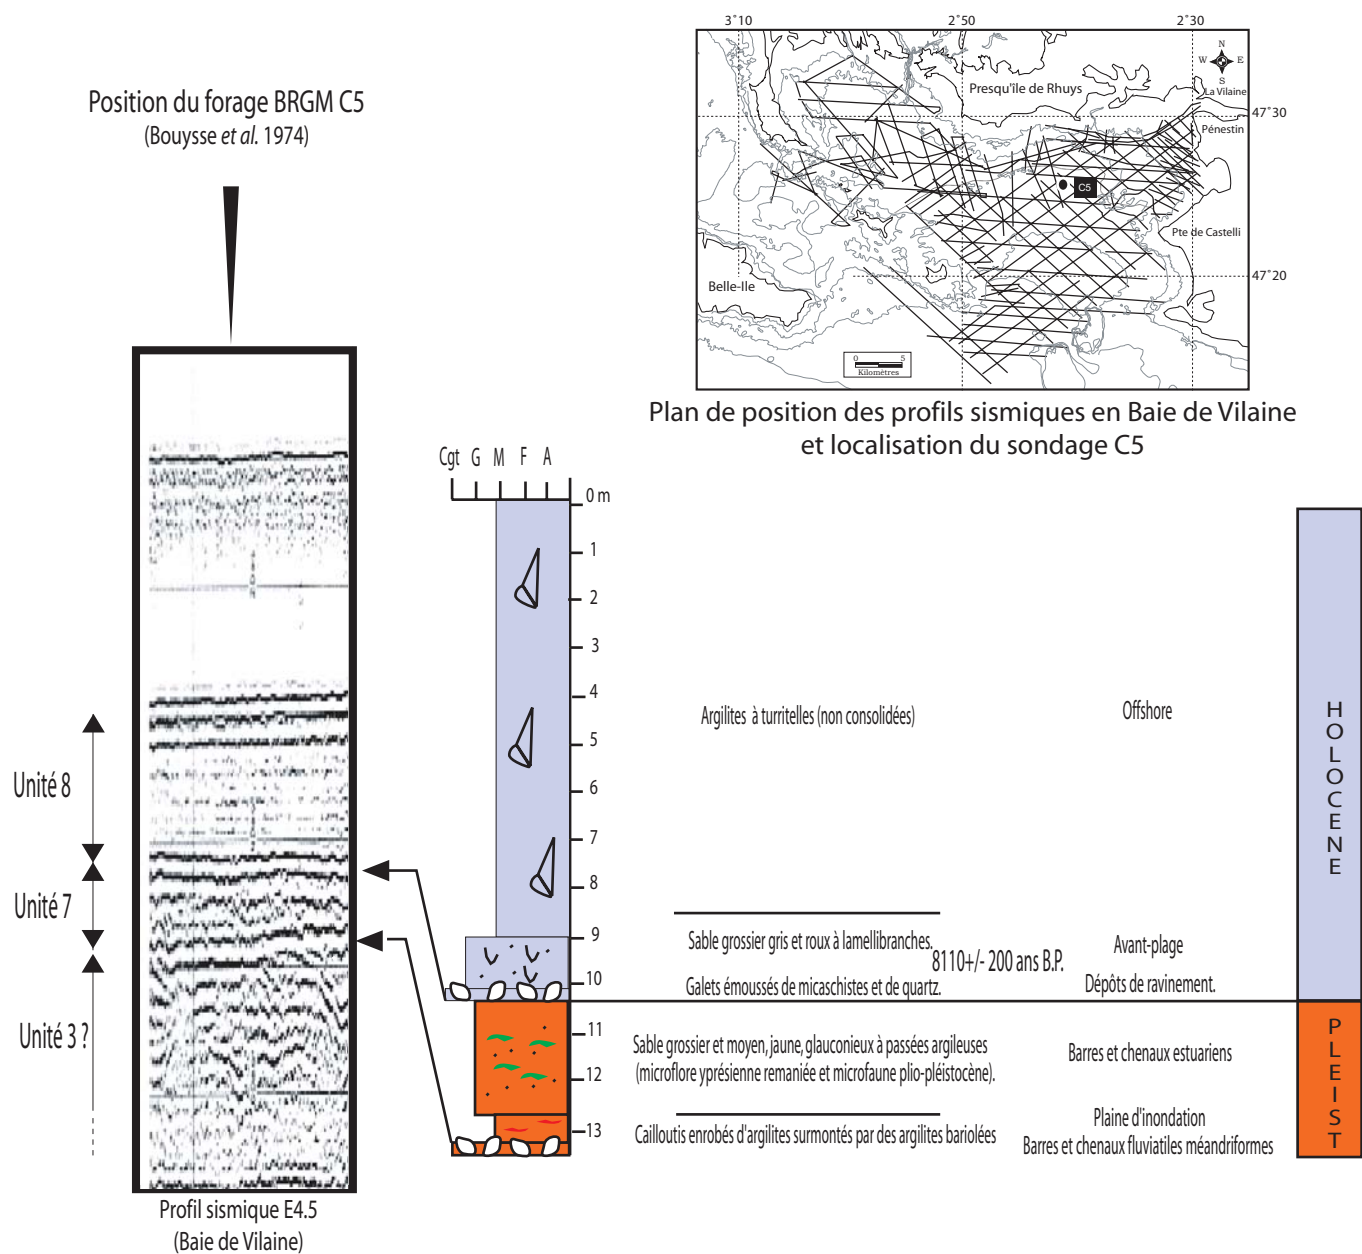 Position du forage BRGM C5
(Bouysse et al. 1974)
3°10
2°50
2°30
N
W
E
S
Presqu'île de Rhuys
La Vilaine
47°30
Pénestin
C5
Pte de Castelli
47°20
Belle-Ile
0 5
Kilomètres
Plan de position des profils sismiques en Baie de Vilaine
et localisation du sondage C5
Cgt G M F A
0 m
1
2
3
4
5
6
7
8
9
10
11
12
13
Unité 8
Unité 7
Unité 3 ?
Argilites à turritelles (non consolidées)
Offshore
Sable grossier gris et roux à lamellibranches.
8110+/- 200 ans B.P.
Avant-plage
Galets émoussés de micaschistes et de quartz.
Dépôts de ravinement.
Sable grossier et moyen, jaune, glauconieux à passées argileuses
(microflore yprésienne remaniée et microfaune plio-pléistocène).
Barres et chenaux estuariens
Cailloutis enrobés d'argilites surmontés par des argilites bariolées
Plaine d'inondation
Barres et chenaux fluviatiles méandriformes
HOLOCENE
PLEIST
Profil sismique E4.5
(Baie de Vilaine)